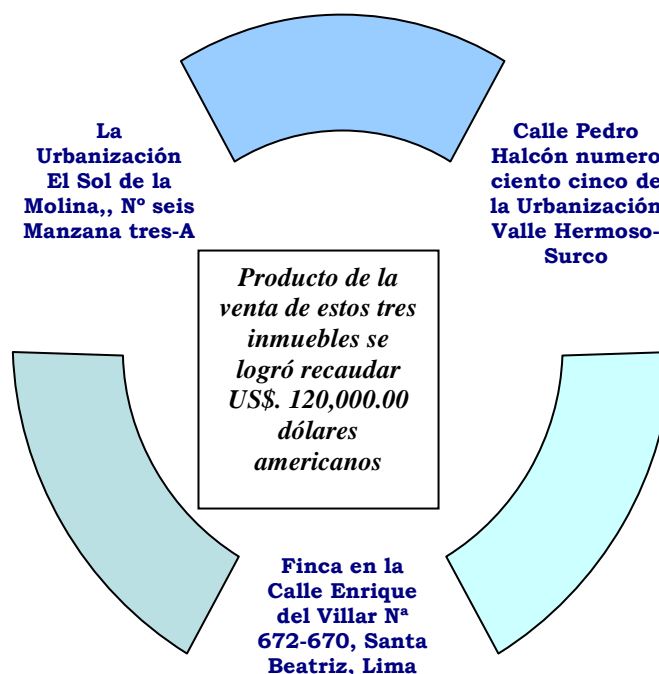 La
Urbanización
El Sol de la
Molina,, Nº seis
Manzana tres-A
Calle Pedro
Halcón numero
ciento cinco de
la Urbanización
Valle Hermoso-
Surco
Producto de la
venta de estos tres
inmuebles se
logró recaudar
US$. 120,000.00
dólares
americanos
Finca en la
Calle Enrique
del Villar Nª
672-670, Santa
Beatriz, Lima